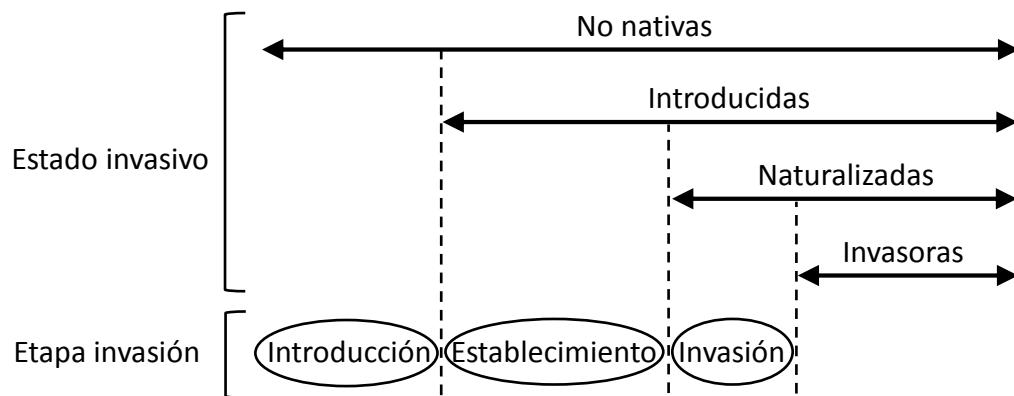 No nativas
Introducidas
Estado invasivo
Naturalizadas
Invasoras
Etapa invasión
Introducción
Establecimiento
Invasión